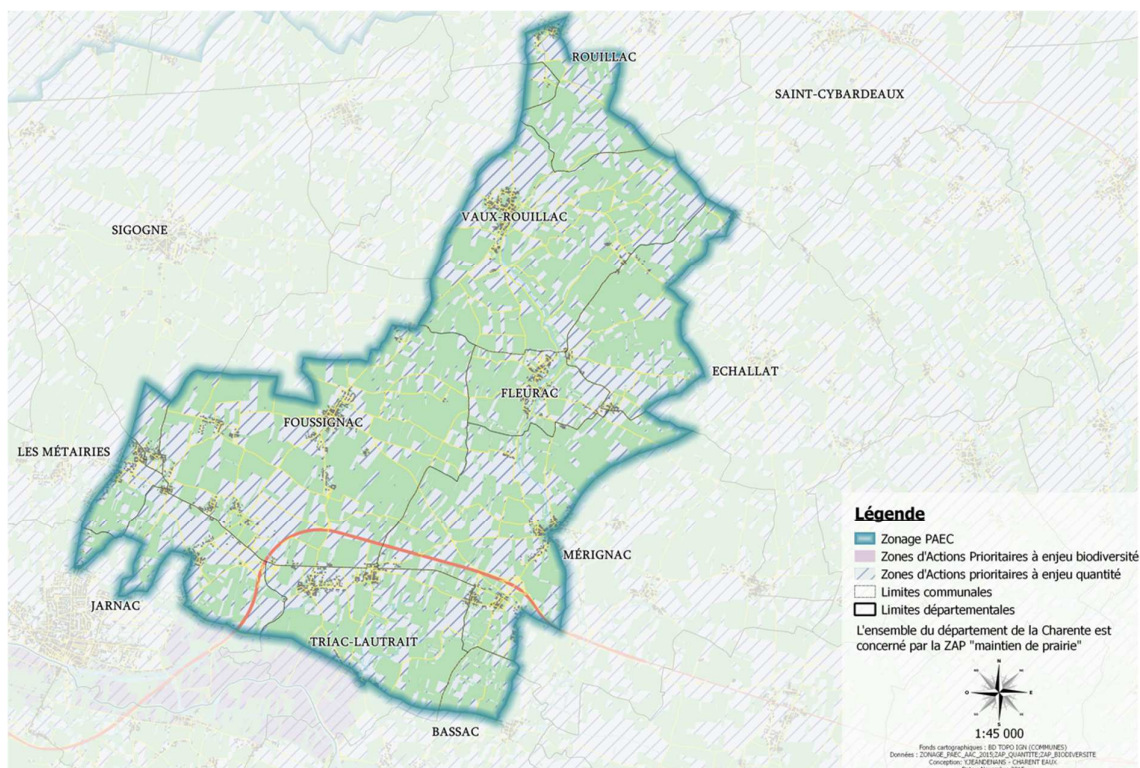 ROUILLAC
SAINT-CYBARDEAUX
VAUX-ROUILLAC
SIGOGNE
ECHALLAT
FLEURAC
FOUSSIGNAC
LES MÉTAIRIES
MÉRIGNAC
JARNAC
TRIAC-LAUTRAIT
BASSAC
Légende
Zonage PAEC
Zones d'Actions Prioritaires à enjeu biodiversité
Zones d'Actions prioritaires à enjeu quantité
Limites communales
Limites départementales
L'ensemble du département de la Charente est
concerné par la ZAP "maintien de prairie"
N
O
E
S
1:45 000
Fonds cartographiques : BD TOPO IGN (COMMUNES)
Données : ZONAGE_PAEC_AAC_2015;ZAP_QUANTITE;ZAP_BIODIVERSITE
Conception: YJEANDENANS - CHARENT EAUX